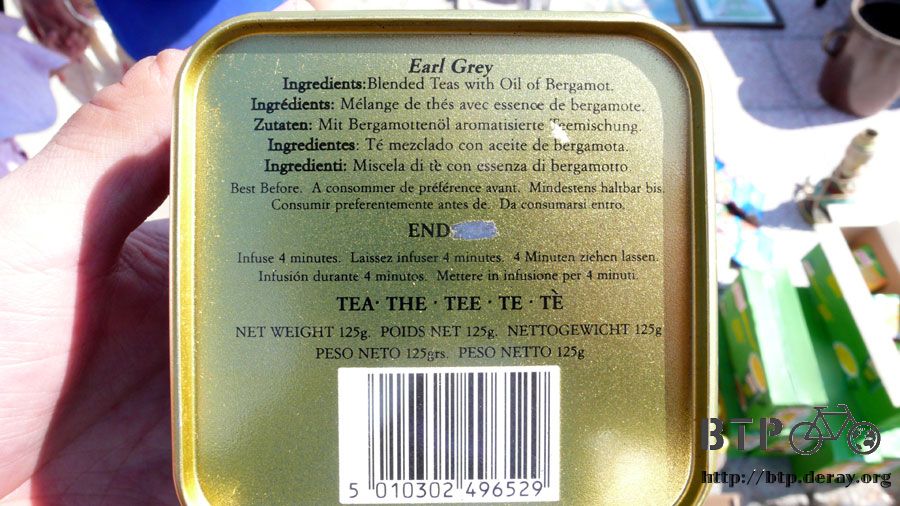 Earl Grey
Ingredients:Blended Teas with Oil of Bergamot.
Ingrédients: Mélange de thés avec essence de bergamote.
Zutaten: Mit Bergamottenöl aromatisierte Teemischung.
Ingredientes: Té mezclado con aceite de bergamota.
Ingredienti: Miscela di tè con essenza di bergamotto.
Best Before. A consommer de préférence avant. Mindestens haltbar bis.
Consumir preferentemente antes de. Da consumarsi entro.
END
Infuse 4 minutes. Laissez infuser 4 minutes. 4 Minuten ziehen lassen.
Infusión durante 4 minutos. Mettere in infusione per 4 minuti.
TEA· THE · TEE · TE · TÈ
NET WEIGHT 125g. POIDS NET 125g. NETTOGEWICHT 125g
PESO NETO 125grs. PESO NETTO 125g
5 010302 496529
BTP
http://btp.deray.org